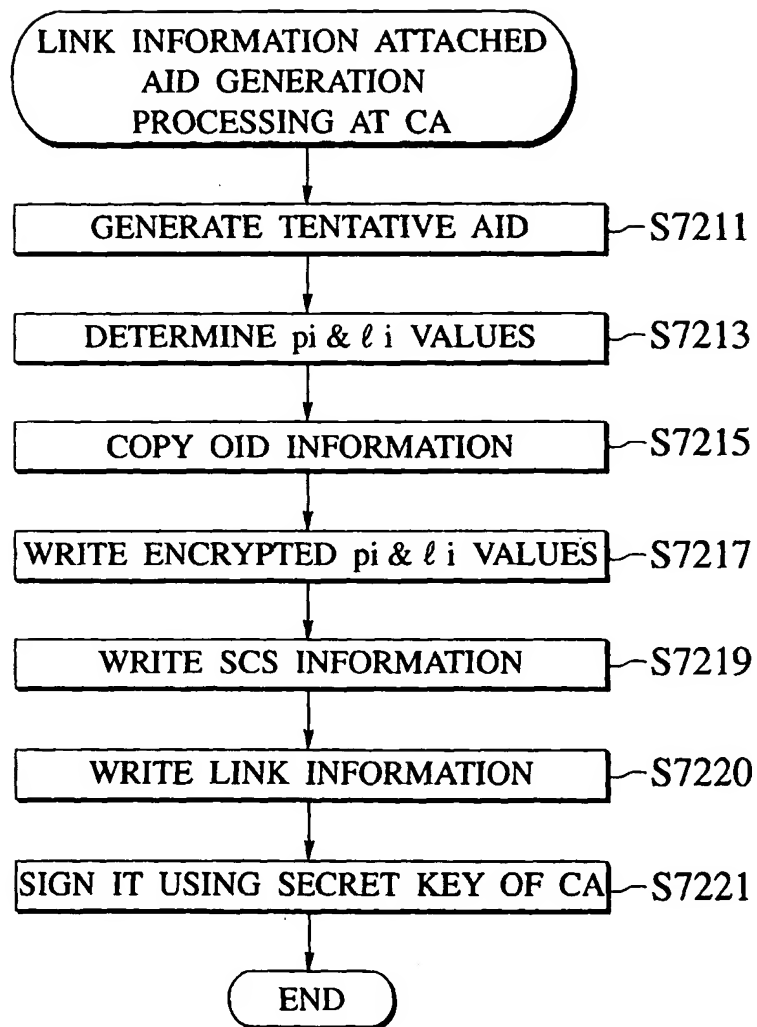 LINK INFORMATION ATTACHED
AID GENERATION
PROCESSING AT CA
GENERATE TENTATIVE AID
S7211
DETERMINE pi & ℓ i VALUES
S7213
COPY OID INFORMATION
S7215
WRITE ENCRYPTED pi & ℓ i VALUES
S7217
WRITE SCS INFORMATION
S7219
WRITE LINK INFORMATION
S7220
SIGN IT USING SECRET KEY OF CA
S7221
END